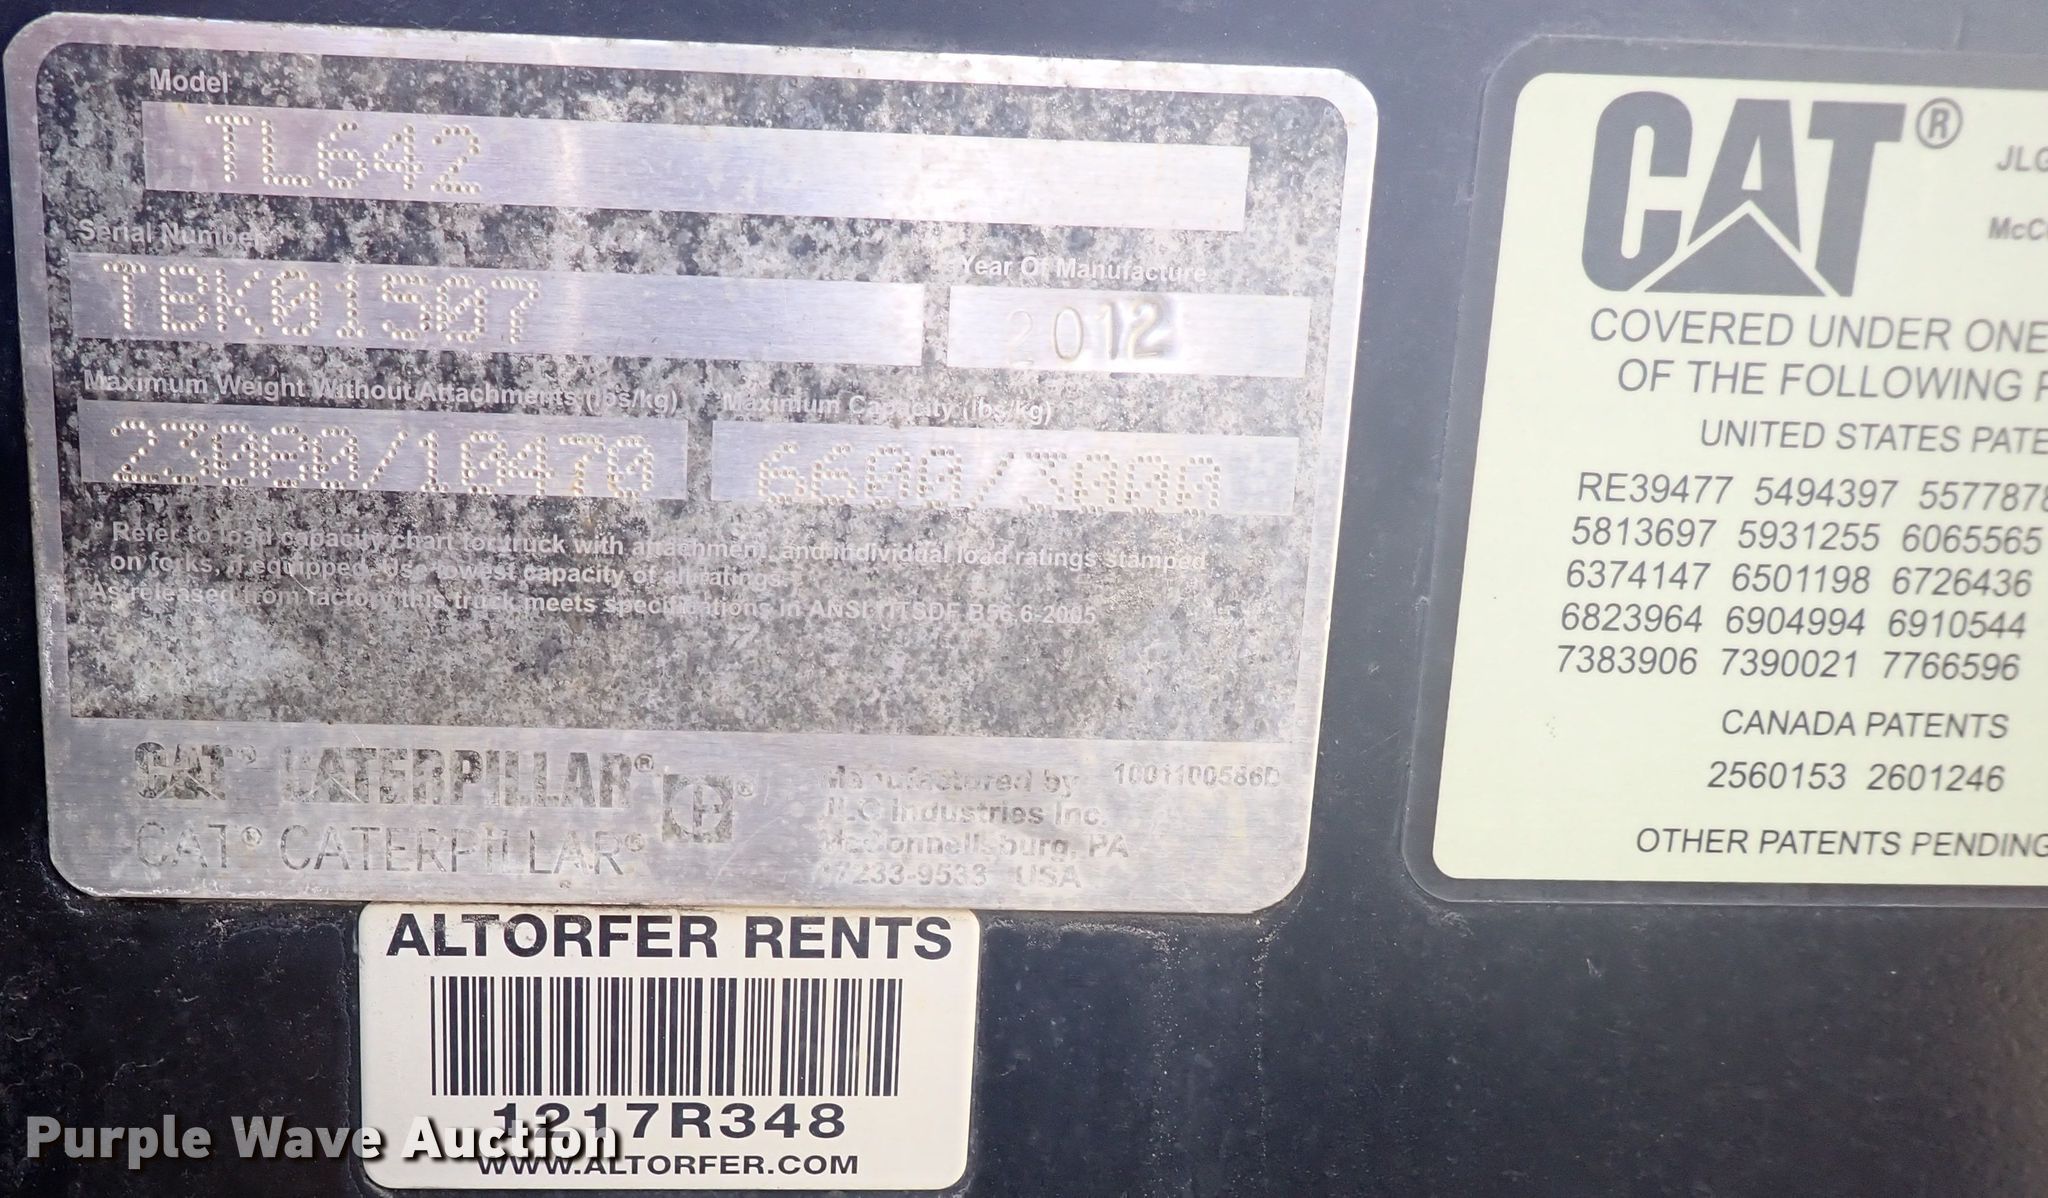 Model
TL642
Serial Number
TBK01507
Year Of Manufacture
2012
Maximum Weight Without Attachments (lbs/kg)
23080/10470
Maximum Capacity (lbs/kg)
6600/3000
* Refer to load capacity chart for truck with attachment, and individual load ratings stamped
on forks, if equipped. Use lowest capacity of all ratings.
As released from factory this truck meets specifications in ANSI/ITSDF B56.6-2005
CAT® CATERPILLAR®
CAT® CATERPILLAR®
Manufactured by
JLG Industries Inc.
McConnellsburg, PA
17233-9533 USA
1001100586D
CAT®
JLG
McCo
COVERED UNDER ONE
OF THE FOLLOWING P
UNITED STATES PATE
RE39477 5494397 5577878
5813697 5931255 6065565
6374147 6501198 6726436
6823964 6904994 6910544
7383906 7390021 7766596
CANADA PATENTS
2560153 2601246
OTHER PATENTS PENDING
ALTORFER RENTS
1217R348
WWW.ALTORFER.COM
Purple Wave Auction